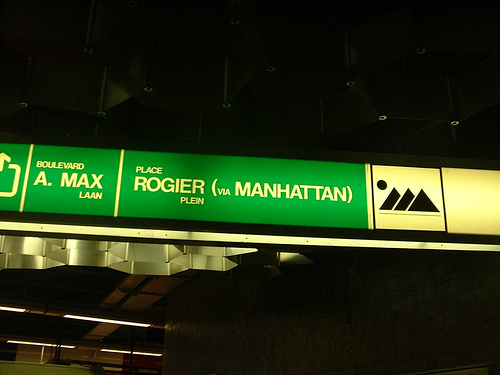 BOULEVARD
A. MAX
LAAN
PLACE
ROGIER (VIA MANHATTAN)
PLEIN